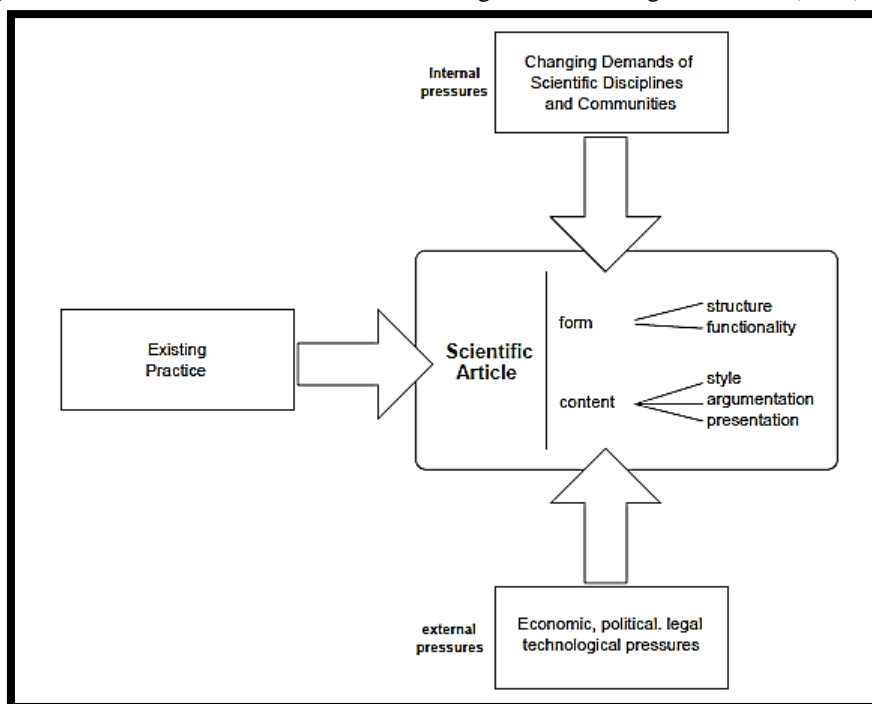 Internal
pressures
Changing Demands of
Scientific Disciplines
and Communities
Existing
Practice
Scientific
Article
form
structure
functionality
content
style
argumentation
presentation
external
pressures
Economic, political. legal
technological pressures